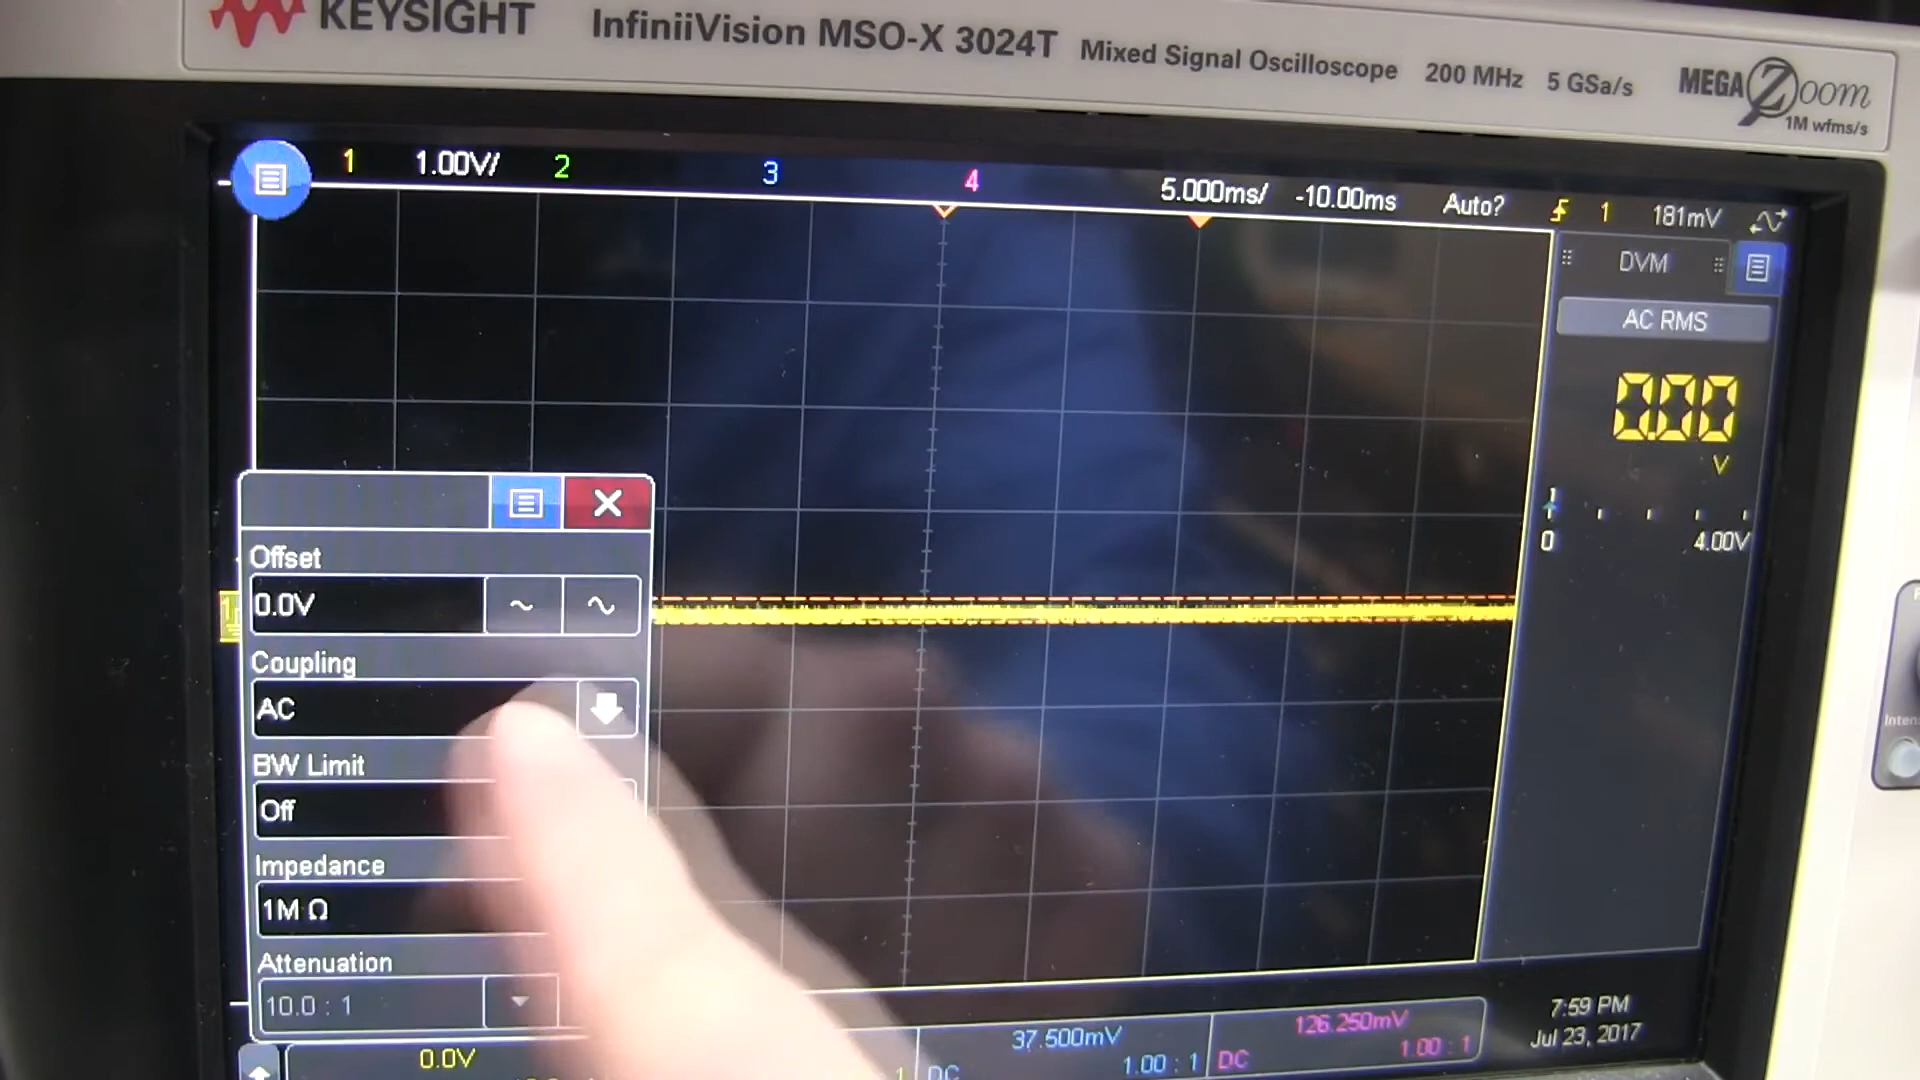 KEYSIGHT InfiniiVision MSO-X 3024T Mixed Signal Oscilloscope 200 MHz 5 GSa/s MEGA Zoom
1M wfms/s
1 1.00V/ 2 3 4 5.000ms/ -10.00ms Auto? 1 181mV
DVM
AC RMS
0.00
V
1
0 4.00V
Offset
0.0V
Coupling
AC
BW Limit
Off
Impedance
1M Ω
Attenuation
10.0 : 1
0.0V
37.500mV
DC 1.00 : 1
126.250mV
DC 1.00 : 1
7:59 PM
Jul 23, 2017